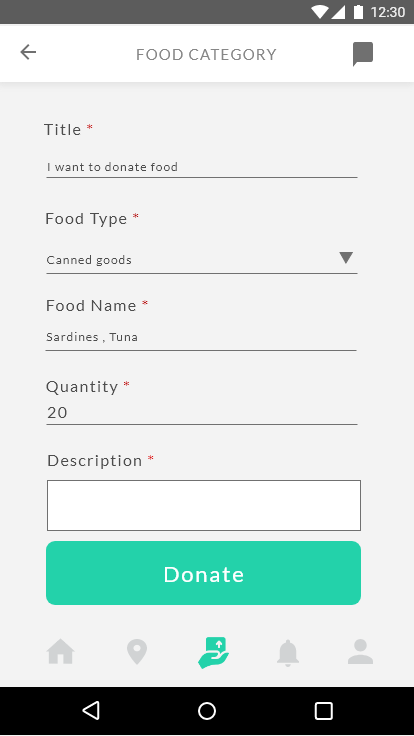 12:30
FOOD CATEGORY
Title *
I want to donate food
Food Type *
Canned goods
Food Name *
Sardines , Tuna
Quantity *
20
Description *
Donate